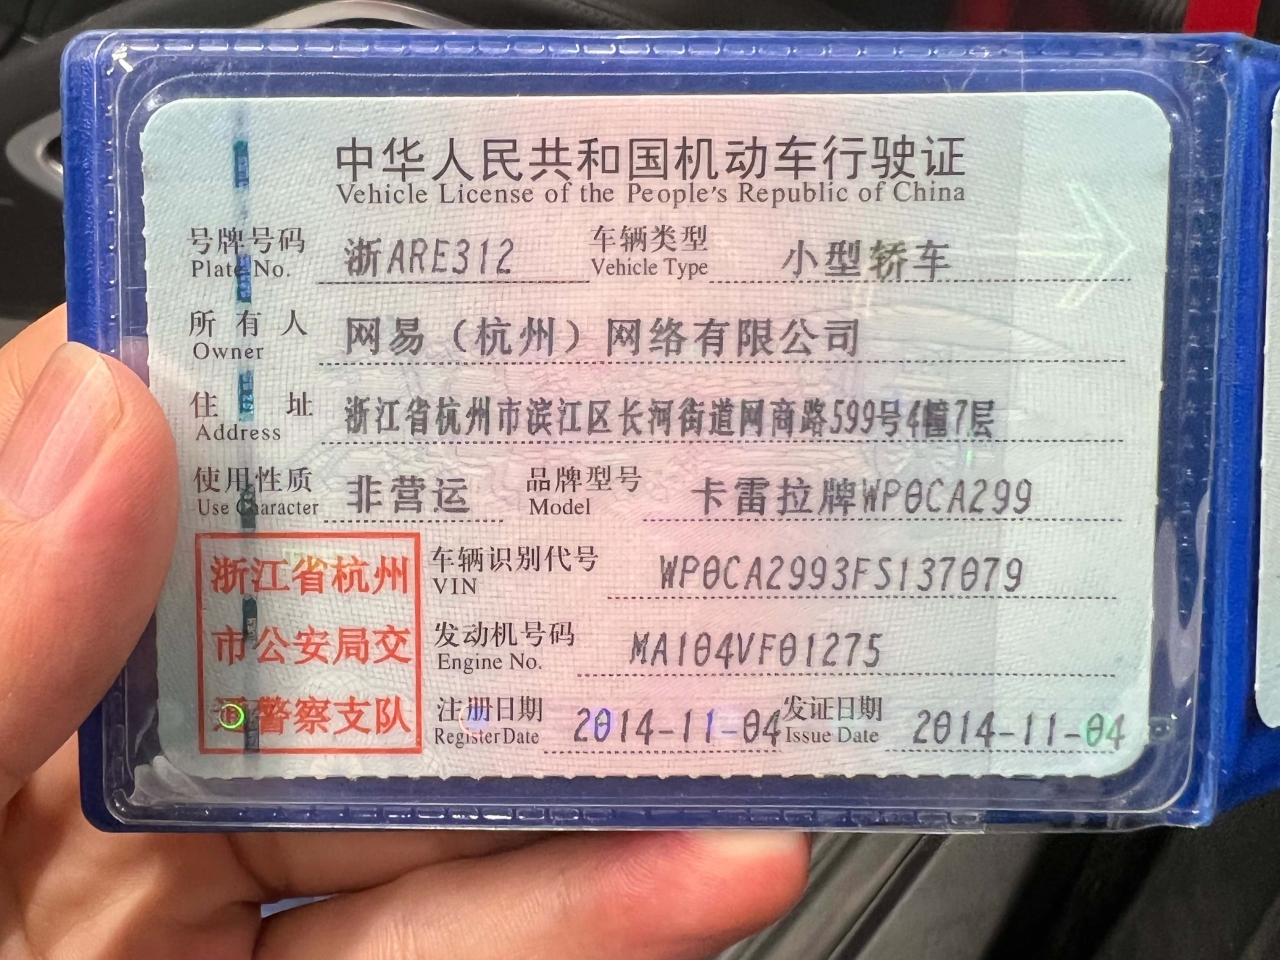 中华人民共和国机动车行驶证
Vehicle License of the People's Republic of China
号牌号码 浙ARE312 车辆类型 小型轿车
Plate No. Vehicle Type
所有人 网易（杭州）网络有限公司
Owner
住址 浙江省杭州市滨江区长河街道网商路599号4幢7层
Address
使用性质 非营运 品牌型号 卡雷拉牌WP0CA299
Use Character Model
浙江省杭州
市公安局交
通警察支队
车辆识别代号 WP0CA2993FS137079
VIN
发动机号码 MA104VF01275
Engine No.
注册日期 2014-11-04 发证日期 2014-11-04
Register Date Issue Date